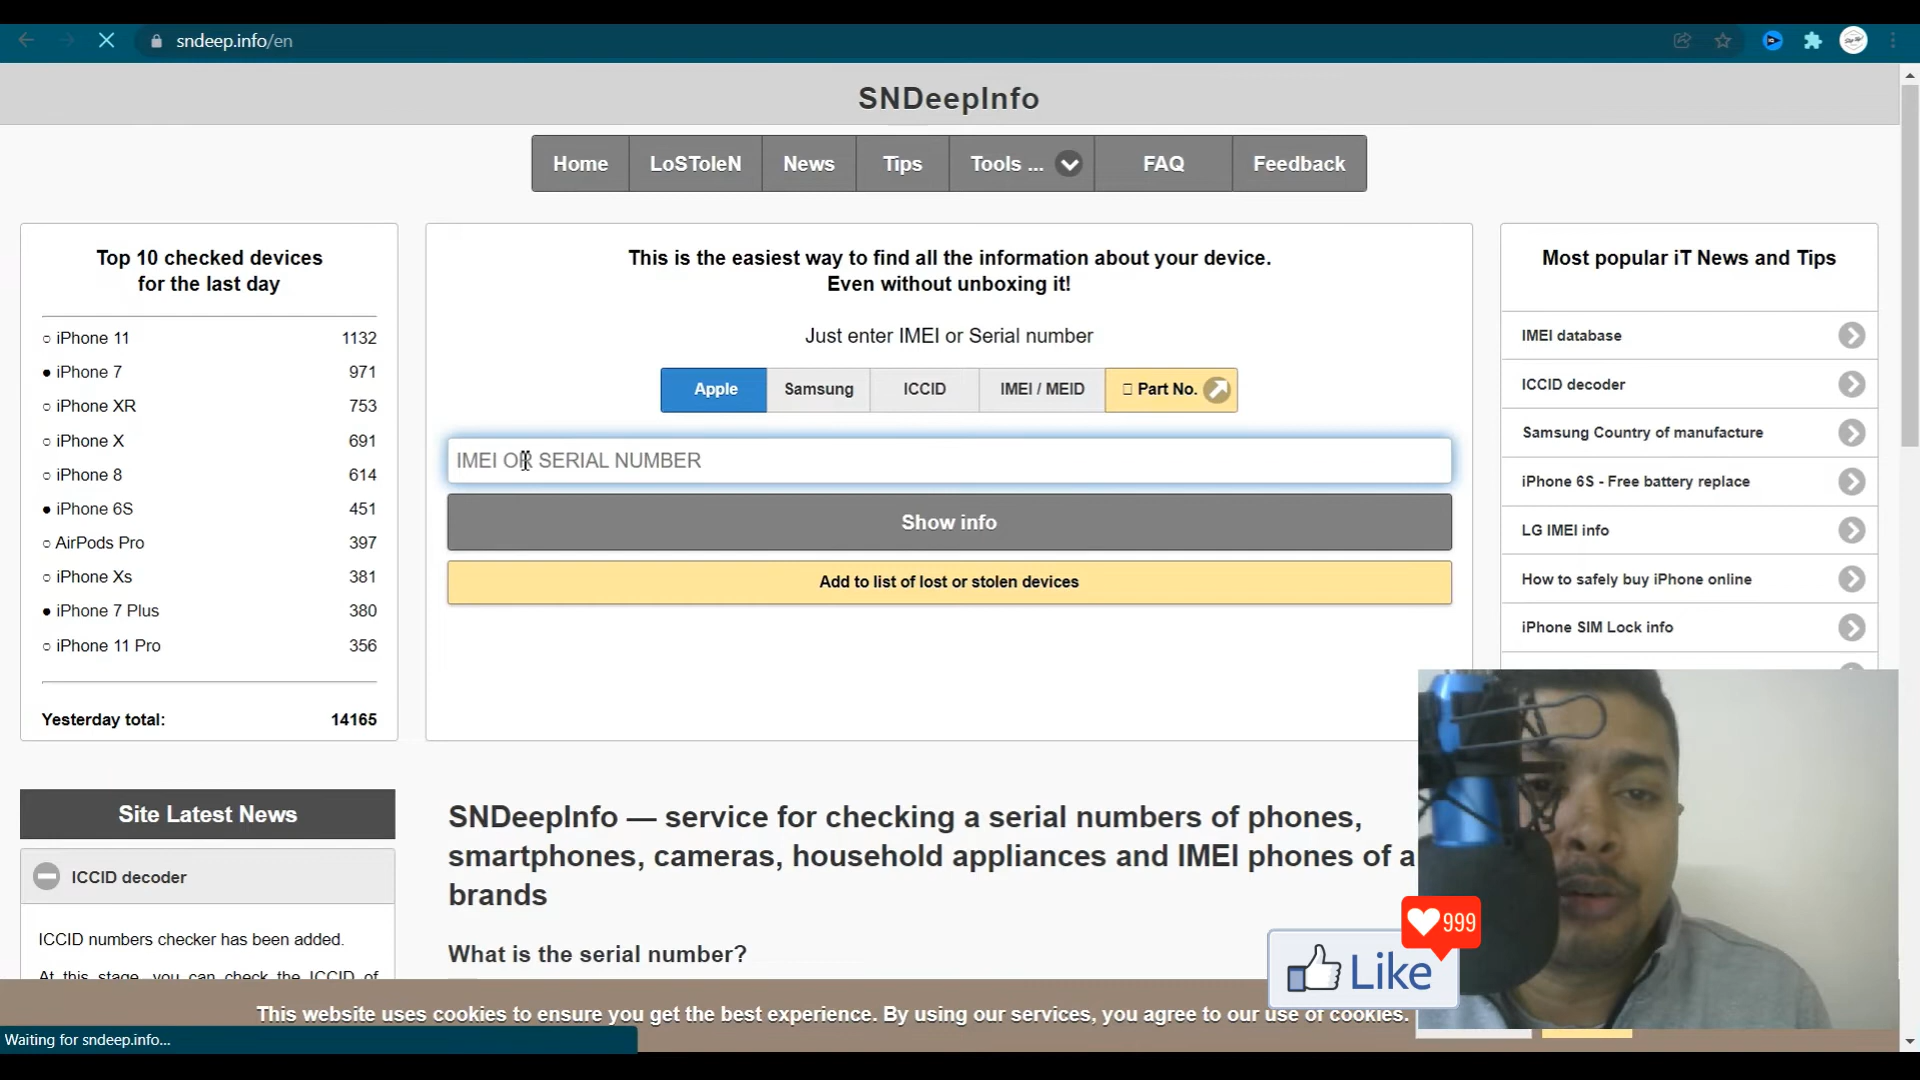 sndeep.info/en
SNDeepInfo
Home
LoSToleN
News
Tips
Tools ...
FAQ
Feedback
Top 10 checked devices
for the last day
iPhone 11 1132
iPhone 7 971
iPhone XR 753
iPhone X 691
iPhone 8 614
iPhone 6S 451
AirPods Pro 397
iPhone Xs 381
iPhone 7 Plus 380
iPhone 11 Pro 356
Yesterday total: 14165
This is the easiest way to find all the information about your device.
Even without unboxing it!
Just enter IMEI or Serial number
Apple
Samsung
ICCID
IMEI / MEID
Part No.
IMEI OR SERIAL NUMBER
Show info
Add to list of lost or stolen devices
Most popular iT News and Tips
IMEI database
ICCID decoder
Samsung Country of manufacture
iPhone 6S - Free battery replace
LG IMEI info
How to safely buy iPhone online
iPhone SIM Lock info
Site Latest News
ICCID decoder
ICCID numbers checker has been added.
At this stage, you can check the ICCID of
SNDeepInfo — service for checking a serial numbers of phones,
smartphones, cameras, household appliances and IMEI phones of a
brands
What is the serial number?
999
Like
This website uses cookies to ensure you get the best experience. By using our services, you agree to our use of cookies.
Waiting for sndeep.info...